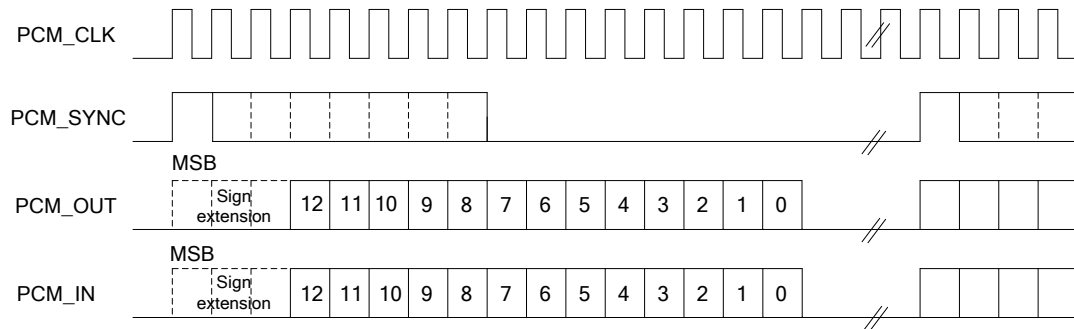 PCM_CLK
PCM_SYNC
MSB
PCM_OUT
Sign
extension
12 11 10 9 8 7 6 5 4 3 2 1 0
MSB
PCM_IN
Sign
extension
12 11 10 9 8 7 6 5 4 3 2 1 0